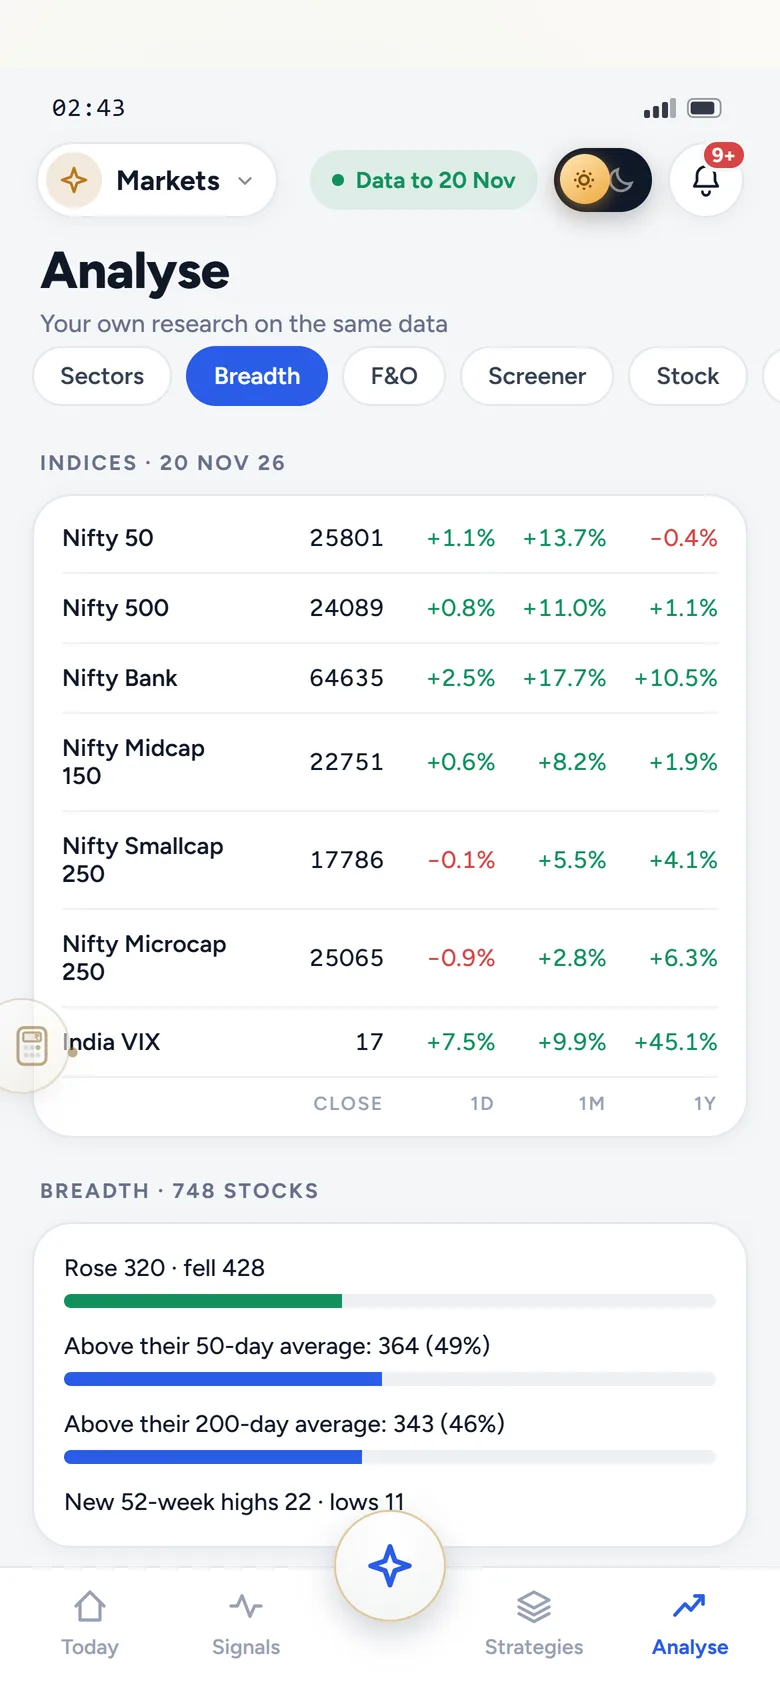 02:43
Markets
Data to 20 Nov
9+
Analyse
Your own research on the same data
Sectors Breadth F&O Screener Stock
INDICES · 20 NOV 26
Nifty 50 25801 +1.1% +13.7% −0.4%
Nifty 500 24089 +0.8% +11.0% +1.1%
Nifty Bank 64635 +2.5% +17.7% +10.5%
Nifty Midcap
150 22751 +0.6% +8.2% +1.9%
Nifty Smallcap
250 17786 −0.1% +5.5% +4.1%
Nifty Microcap
250 25065 −0.9% +2.8% +6.3%
India VIX 17 +7.5% +9.9% +45.1%
CLOSE 1D 1M 1Y
BREADTH · 748 STOCKS
Rose 320 · fell 428
Above their 50-day average: 364 (49%)
Above their 200-day average: 343 (46%)
New 52-week highs 22 · lows 11
Today Signals Strategies Analyse